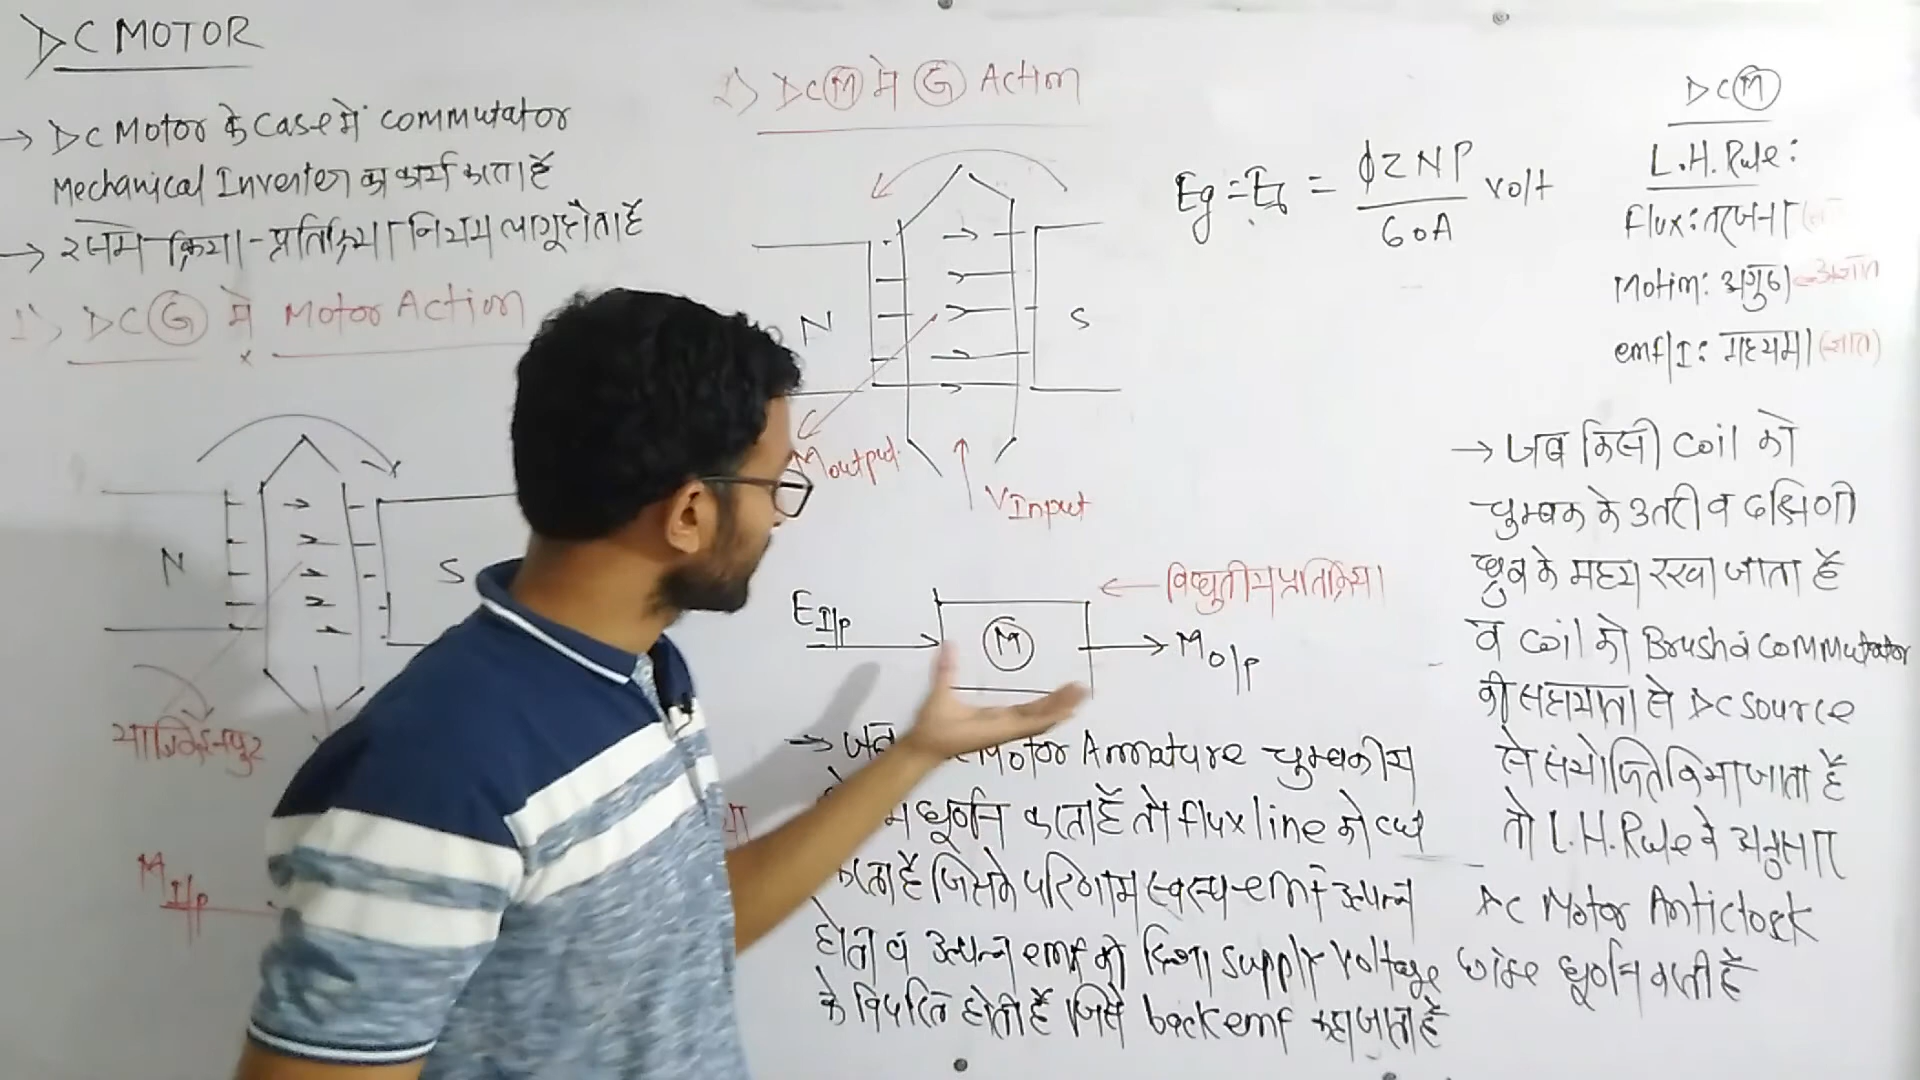 DC MOTOR
→ DC Motor के Case में commutator
Mechanical Inverter का कार्य करता है
→ इसमे क्रिया-प्रतिक्रिया नियम लागू होता है
1) DC G मे Motor Action
N
S
M I/p
2) DC M मे G Action
N
S
M output
V Input
E I/p
M
M o/p
← विधुतीय प्रतिक्रिया
→ जब Motor Armature चुम्बकीय
घूर्णन करता है तो flux line को cut
करता है जिसके परिणाम स्वरूप emf उत्पन्न
होता व उत्पन्न emf की दिशा supply voltage
के विपरित होती है जिसे back emf कहा जाता है
Eg = Eb = ϕZNP / 60A volt
DC M
L.H. Rule:
Flux: तर्जनी
Motion: अंगुठा
emf/I: मध्यमा (ज्ञात)
→ जब किसी coil को
चुम्बक के उतरी व दक्षिणी
ध्रुव के मध्य रखा जाता है
व coil को Brush व commutator
की सहायता से DC source
से संयोजित किया जाता है
तो L.H. Rule के अनुसार
DC Motor Anticlock
wise घूर्णन करती है